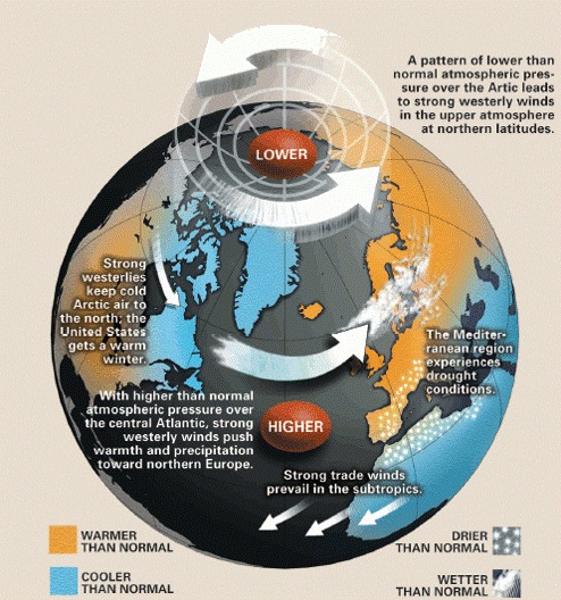 A pattern of lower than
normal atmospheric pres-
sure over the Artic leads
to strong westerly winds
in the upper atmosphere
at northern latitudes.
LOWER
Strong
westerlies
keep cold
Arctic air to
the north; the
United States
gets a warm
winter.
The Mediter-
ranean region
experiences
drought
conditions.
With higher than normal
atmospheric pressure over
the central Atlantic, strong
westerly winds push
warmth and precipitation
toward northern Europe.
HIGHER
Strong trade winds
prevail in the subtropics.
WARMER
THAN NORMAL
COOLER
THAN NORMAL
DRIER
THAN NORMAL
WETTER
THAN NORMAL